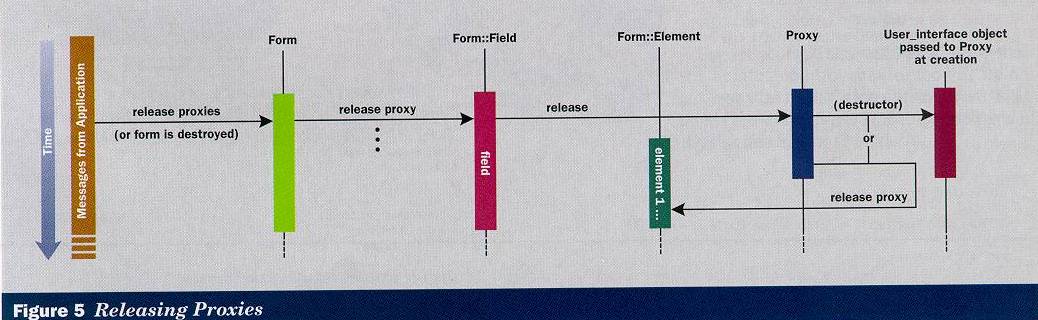 Form
Form::Field
Form::Element
Proxy
User_interface object
passed to Proxy
at creation
Time
Messages from Application
release proxies
(or form is destroyed)
release proxy
field
release
element 1 ...
(destructor)
or
release proxy
Figure 5 Releasing Proxies